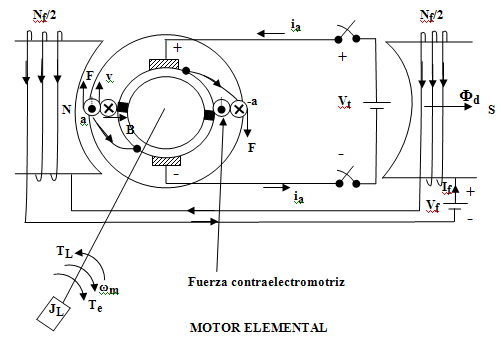 Nf/2
Nf/2
ia
+
+
F
v
N
a
B
-a
F
Vt
Φd
S
-
-
ia
If
+
Vf
-
TL
ωm
Te
JL
Fuerza contraelectromotriz
MOTOR ELEMENTAL